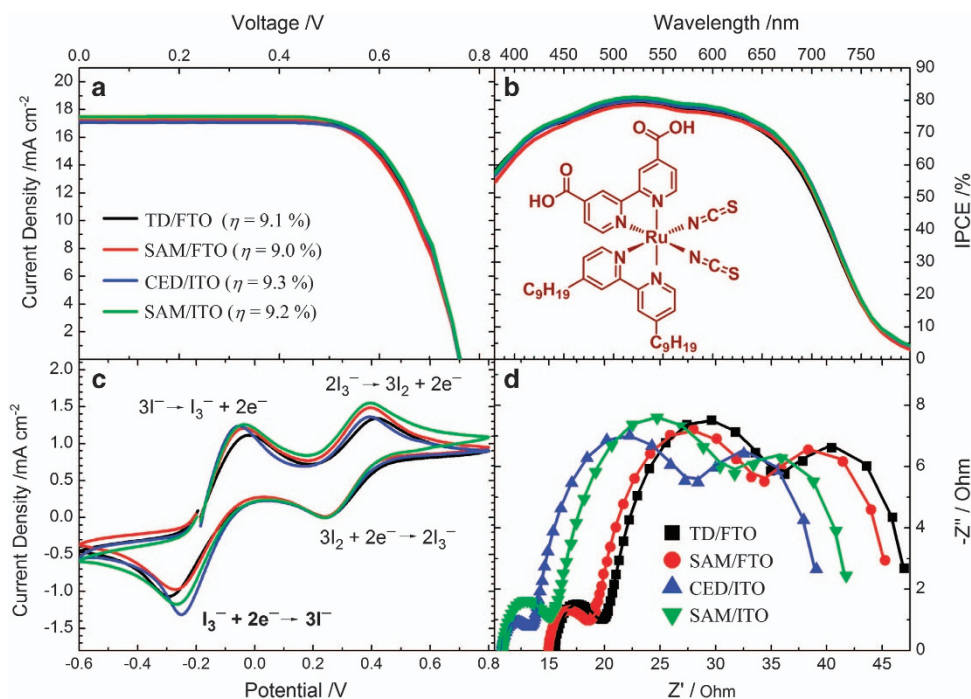 Voltage /V
0.0 0.2 0.4 0.6 0.8
Wavelength /nm
400 450 500 550 600 650 700 750
a
20
18
16
14
12
10
8
6
4
2
Current Density /mA cm⁻²
TD/FTO (η = 9.1 %)
SAM/FTO (η = 9.0 %)
CED/ITO (η = 9.3 %)
SAM/ITO (η = 9.2 %)
b
90
80
70
60
50
40
30
20
10
0
IPCE /%
OH
O
HO
O
N
N
N
N
Ru
N=C=S
N=C=S
C₉H₁₉
C₉H₁₉
c
2.0
1.5
1.0
0.5
0.0
-0.5
-1.0
-1.5
Current Density /mA cm⁻²
3I⁻ → I₃⁻ + 2e⁻
2I₃⁻ → 3I₂ + 2e⁻
3I₂ + 2e⁻ → 2I₃⁻
I₃⁻ + 2e⁻ → 3I⁻
-0.6 -0.4 -0.2 0.0 0.2 0.4 0.6 0.8
Potential /V
d
8
6
4
2
0
-Z" / Ohm
TD/FTO
SAM/FTO
CED/ITO
SAM/ITO
10 15 20 25 30 35 40 45
Z' / Ohm